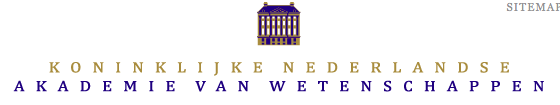 SITEMAP
KONINKLIJKE NEDERLANDSE
AKADEMIE VAN WETENSCHAPPEN